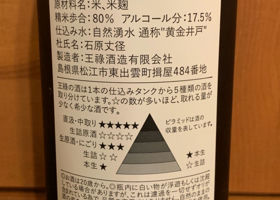 原材料名：米、米麹
精米歩合：80% アルコール分：17.5%
仕込み水：自然湧水 通称"黄金井戸"
杜氏名：石原丈径
製造者：王祿酒造有限会社
島根県松江市東出雲町揖屋484番地
王祿の酒は1本の仕込みタンクから5種類の酒を
取り分けています。☆の数が多いほど、取れる量が
少なく希少な酒です。
直汲・中取り ★★★★★
生詰原酒 ☆☆☆☆
生原酒・にごり ★★★
生詰 ☆☆
本生 ★
ピラミッドは酒の
収量を表しています。
★本生
☆生詰